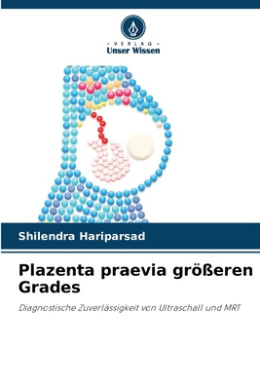 VERLAG
Unser Wissen
Shilendra Hariparsad
Plazenta praevia größeren
Grades
Diagnostische Zuverlässigkeit von Ultraschall und MRT